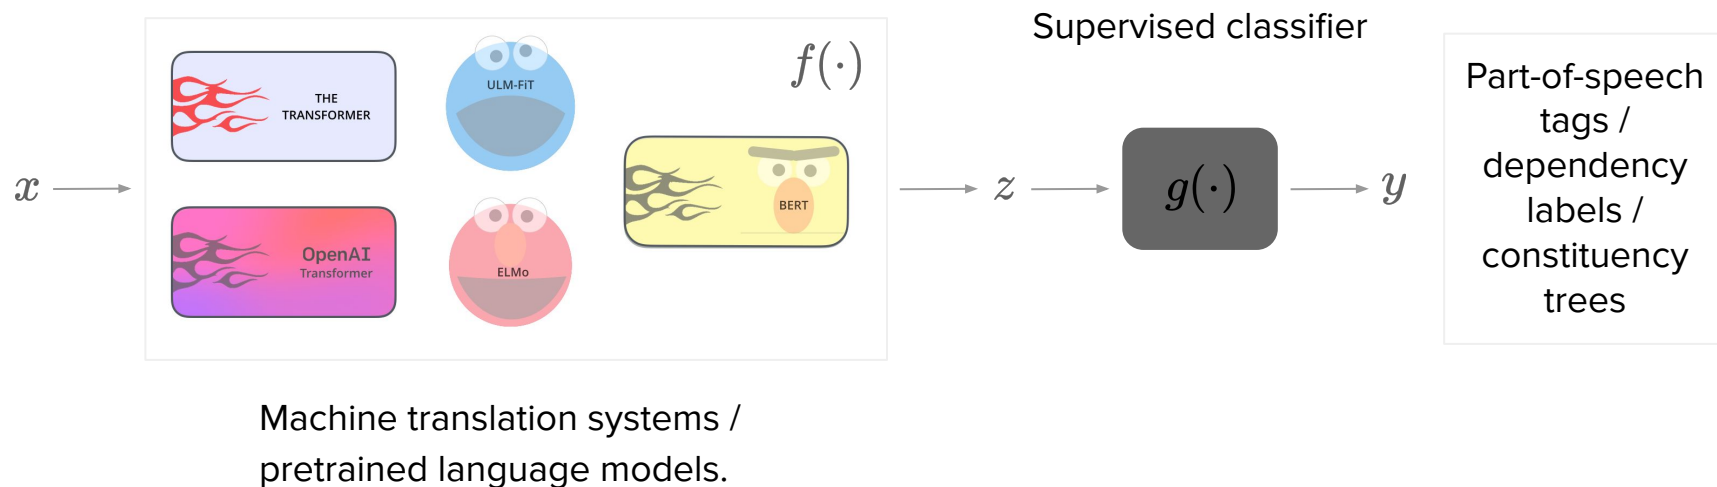 x
THE
TRANSFORMER
ULM-FiT
f(·)
OpenAI
Transformer
ELMo
BERT
Machine translation systems /
pretrained language models.
z
Supervised classifier
g(·)
y
Part-of-speech
tags /
dependency
labels /
constituency
trees